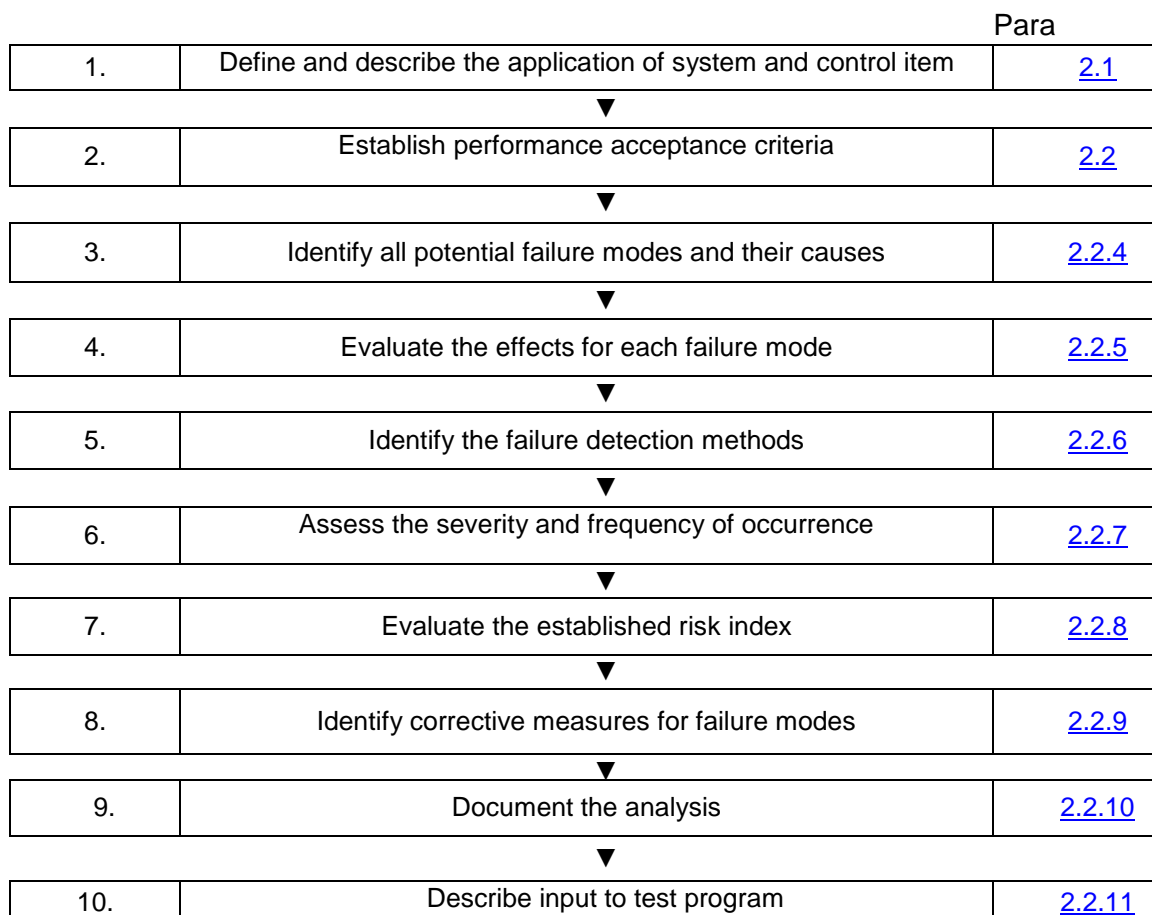 Para
1. Define and describe the application of system and control item 2.1
▼
2. Establish performance acceptance criteria 2.2
▼
3. Identify all potential failure modes and their causes 2.2.4
▼
4. Evaluate the effects for each failure mode 2.2.5
▼
5. Identify the failure detection methods 2.2.6
▼
6. Assess the severity and frequency of occurrence 2.2.7
▼
7. Evaluate the established risk index 2.2.8
▼
8. Identify corrective measures for failure modes 2.2.9
▼
9. Document the analysis 2.2.10
▼
10. Describe input to test program 2.2.11